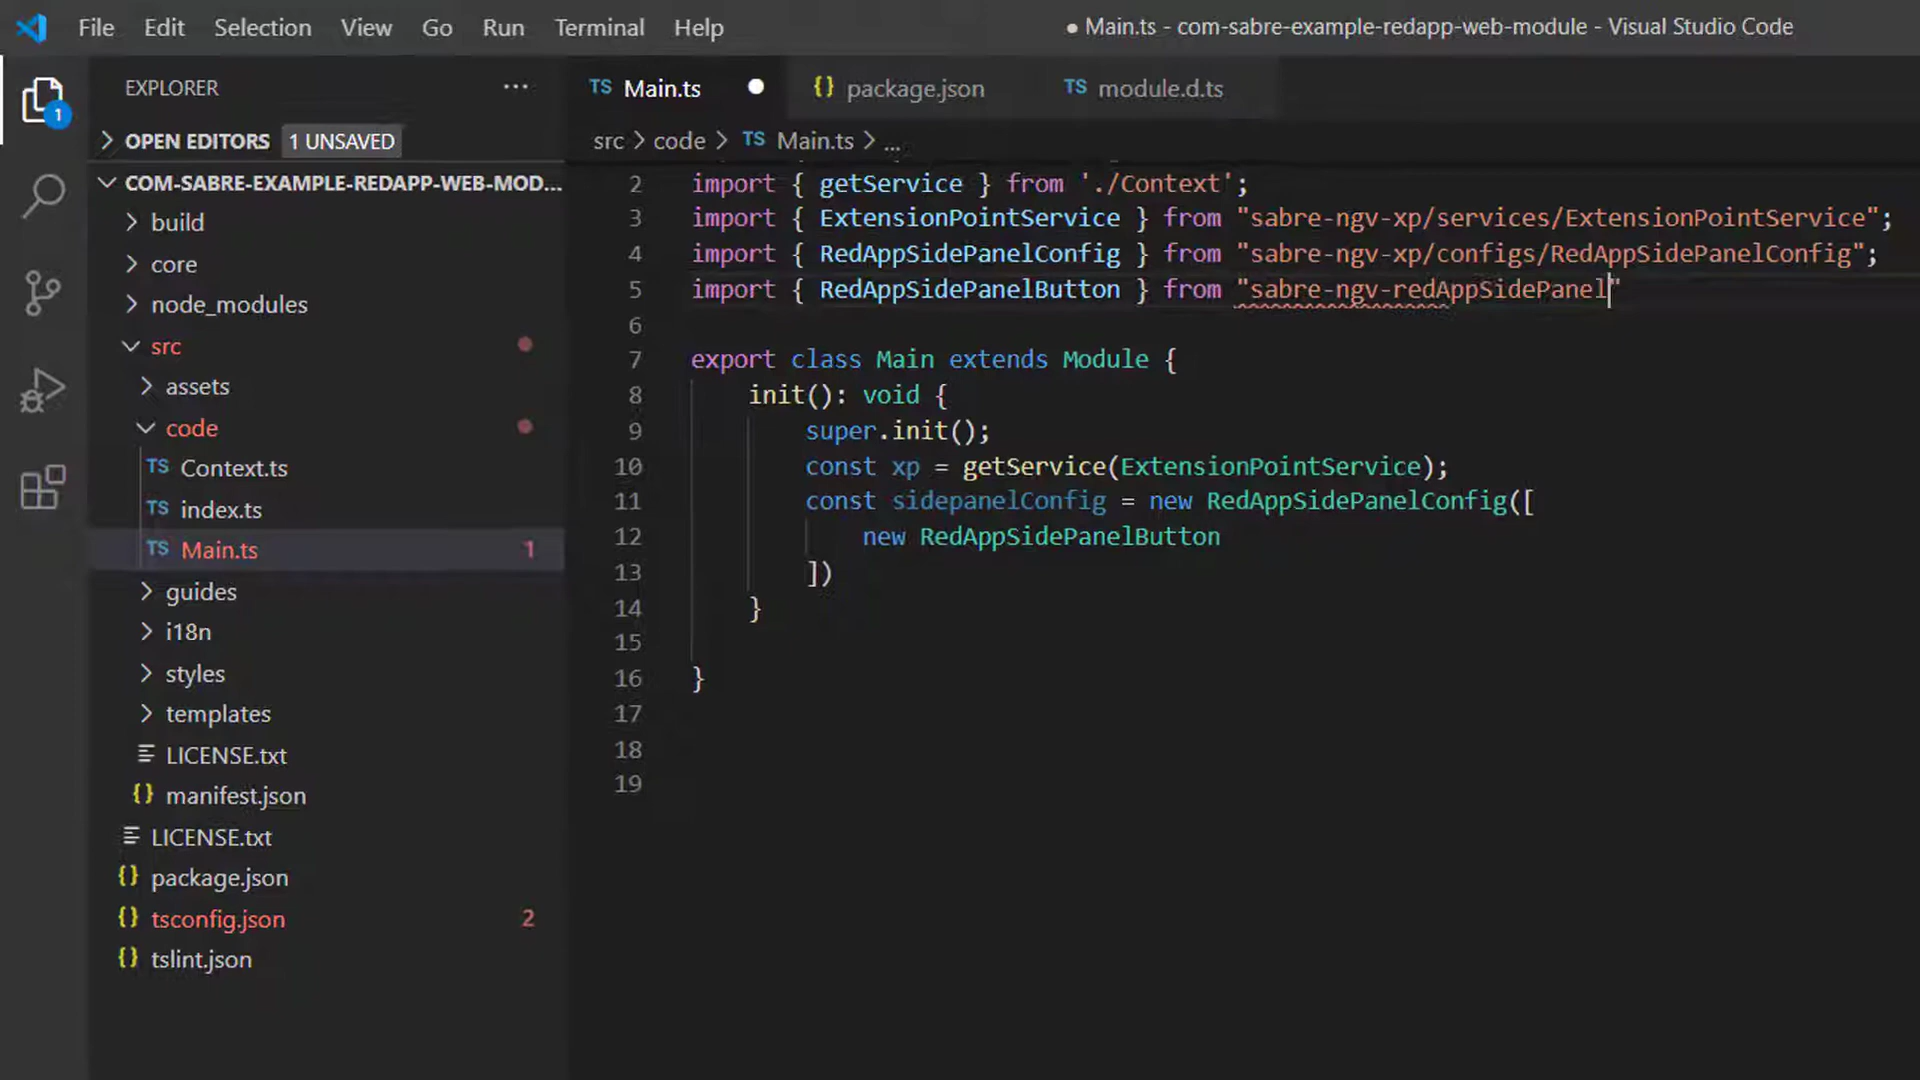 File Edit Selection View Go Run Terminal Help ● Main.ts - com-sabre-example-redapp-web-module - Visual Studio Code
EXPLORER ...
TS Main.ts ● {} package.json TS module.d.ts
1
OPEN EDITORS 1 UNSAVED
src > code > TS Main.ts > ...
COM-SABRE-EXAMPLE-REDAPP-WEB-MOD...
build
core
node_modules
src
assets
code
TS Context.ts
TS index.ts
TS Main.ts 1
guides
i18n
styles
templates
LICENSE.txt
{} manifest.json
LICENSE.txt
{} package.json
{} tsconfig.json 2
{} tslint.json
2 import { getService } from './Context';
3 import { ExtensionPointService } from "sabre-ngv-xp/services/ExtensionPointService";
4 import { RedAppSidePanelConfig } from "sabre-ngv-xp/configs/RedAppSidePanelConfig";
5 import { RedAppSidePanelButton } from "sabre-ngv-redAppSidePanel"
6
7 export class Main extends Module {
8 init(): void {
9 super.init();
10 const xp = getService(ExtensionPointService);
11 const sidepanelConfig = new RedAppSidePanelConfig([
12 new RedAppSidePanelButton
13 ])
14 }
15
16 }
17
18
19